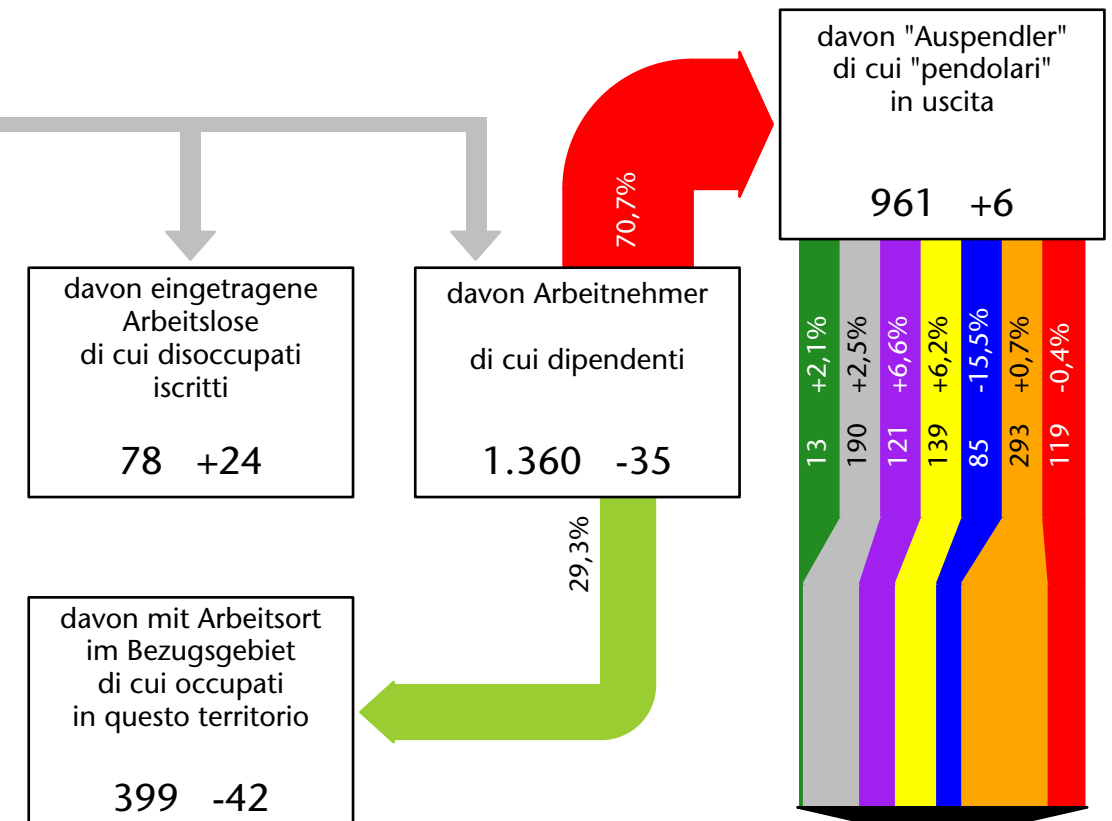 davon "Auspendler"
di cui "pendolari"
in uscita
961 +6
70,7%
davon eingetragene
Arbeitslose
di cui disoccupati
iscritti
78 +24
davon Arbeitnehmer
di cui dipendenti
1.360 -35
13 +2,1%
190 +2,5%
121 +6,6%
139 +6,2%
85 -15,5%
293 +0,7%
119 -0,4%
29,3%
davon mit Arbeitsort
im Bezugsgebiet
di cui occupati
in questo territorio
399 -42